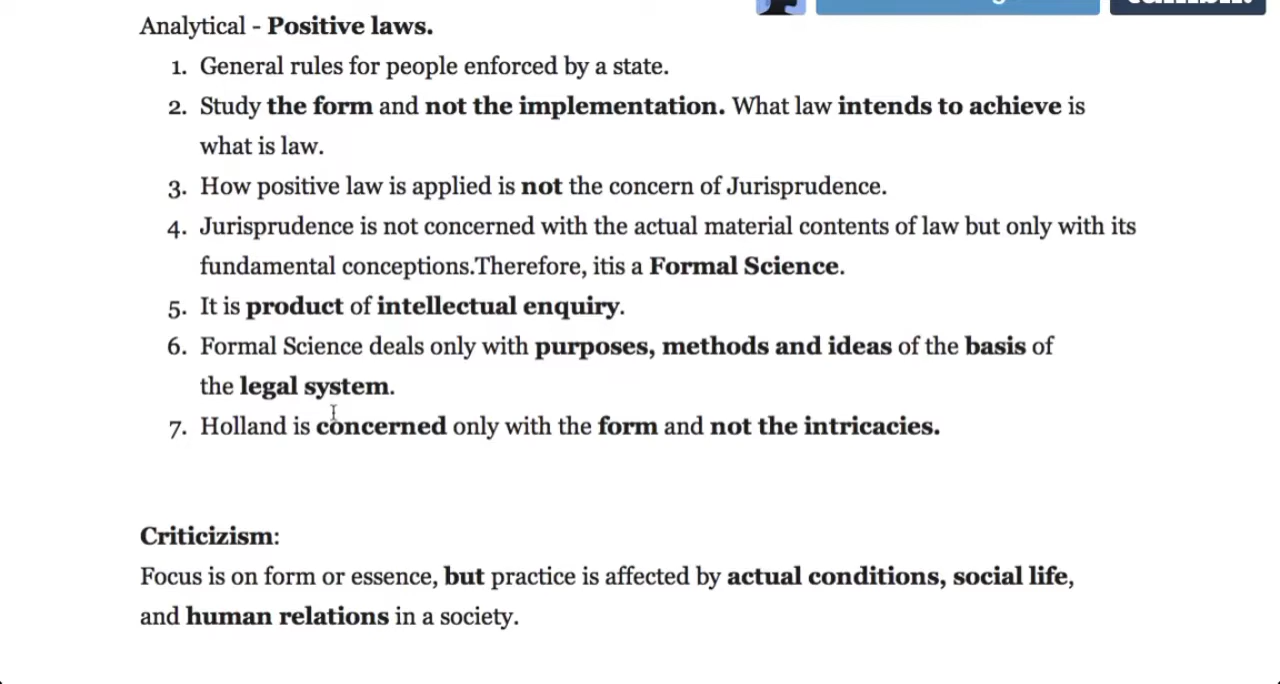 Analytical - Positive laws.
1. General rules for people enforced by a state.
2. Study the form and not the implementation. What law intends to achieve is
what is law.
3. How positive law is applied is not the concern of Jurisprudence.
4. Jurisprudence is not concerned with the actual material contents of law but only with its
fundamental conceptions.Therefore, itis a Formal Science.
5. It is product of intellectual enquiry.
6. Formal Science deals only with purposes, methods and ideas of the basis of
the legal system.
7. Holland is concerned only with the form and not the intricacies.
Criticizism:
Focus is on form or essence, but practice is affected by actual conditions, social life,
and human relations in a society.